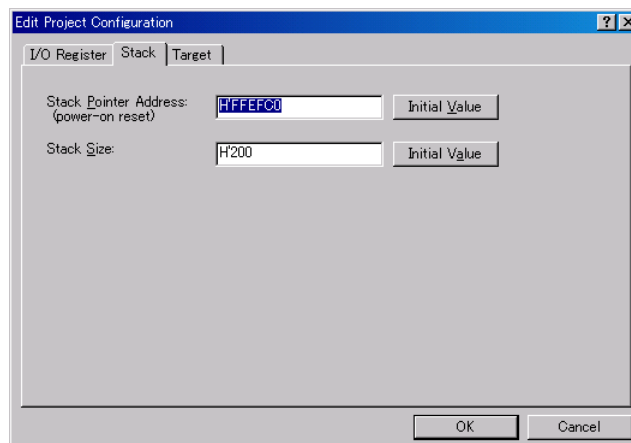 Edit Project Configuration
I/O Register Stack Target
Stack Pointer Address:
(power-on reset)
H'FFEFC0
Initial Value
Stack Size:
H'200
Initial Value
OK Cancel